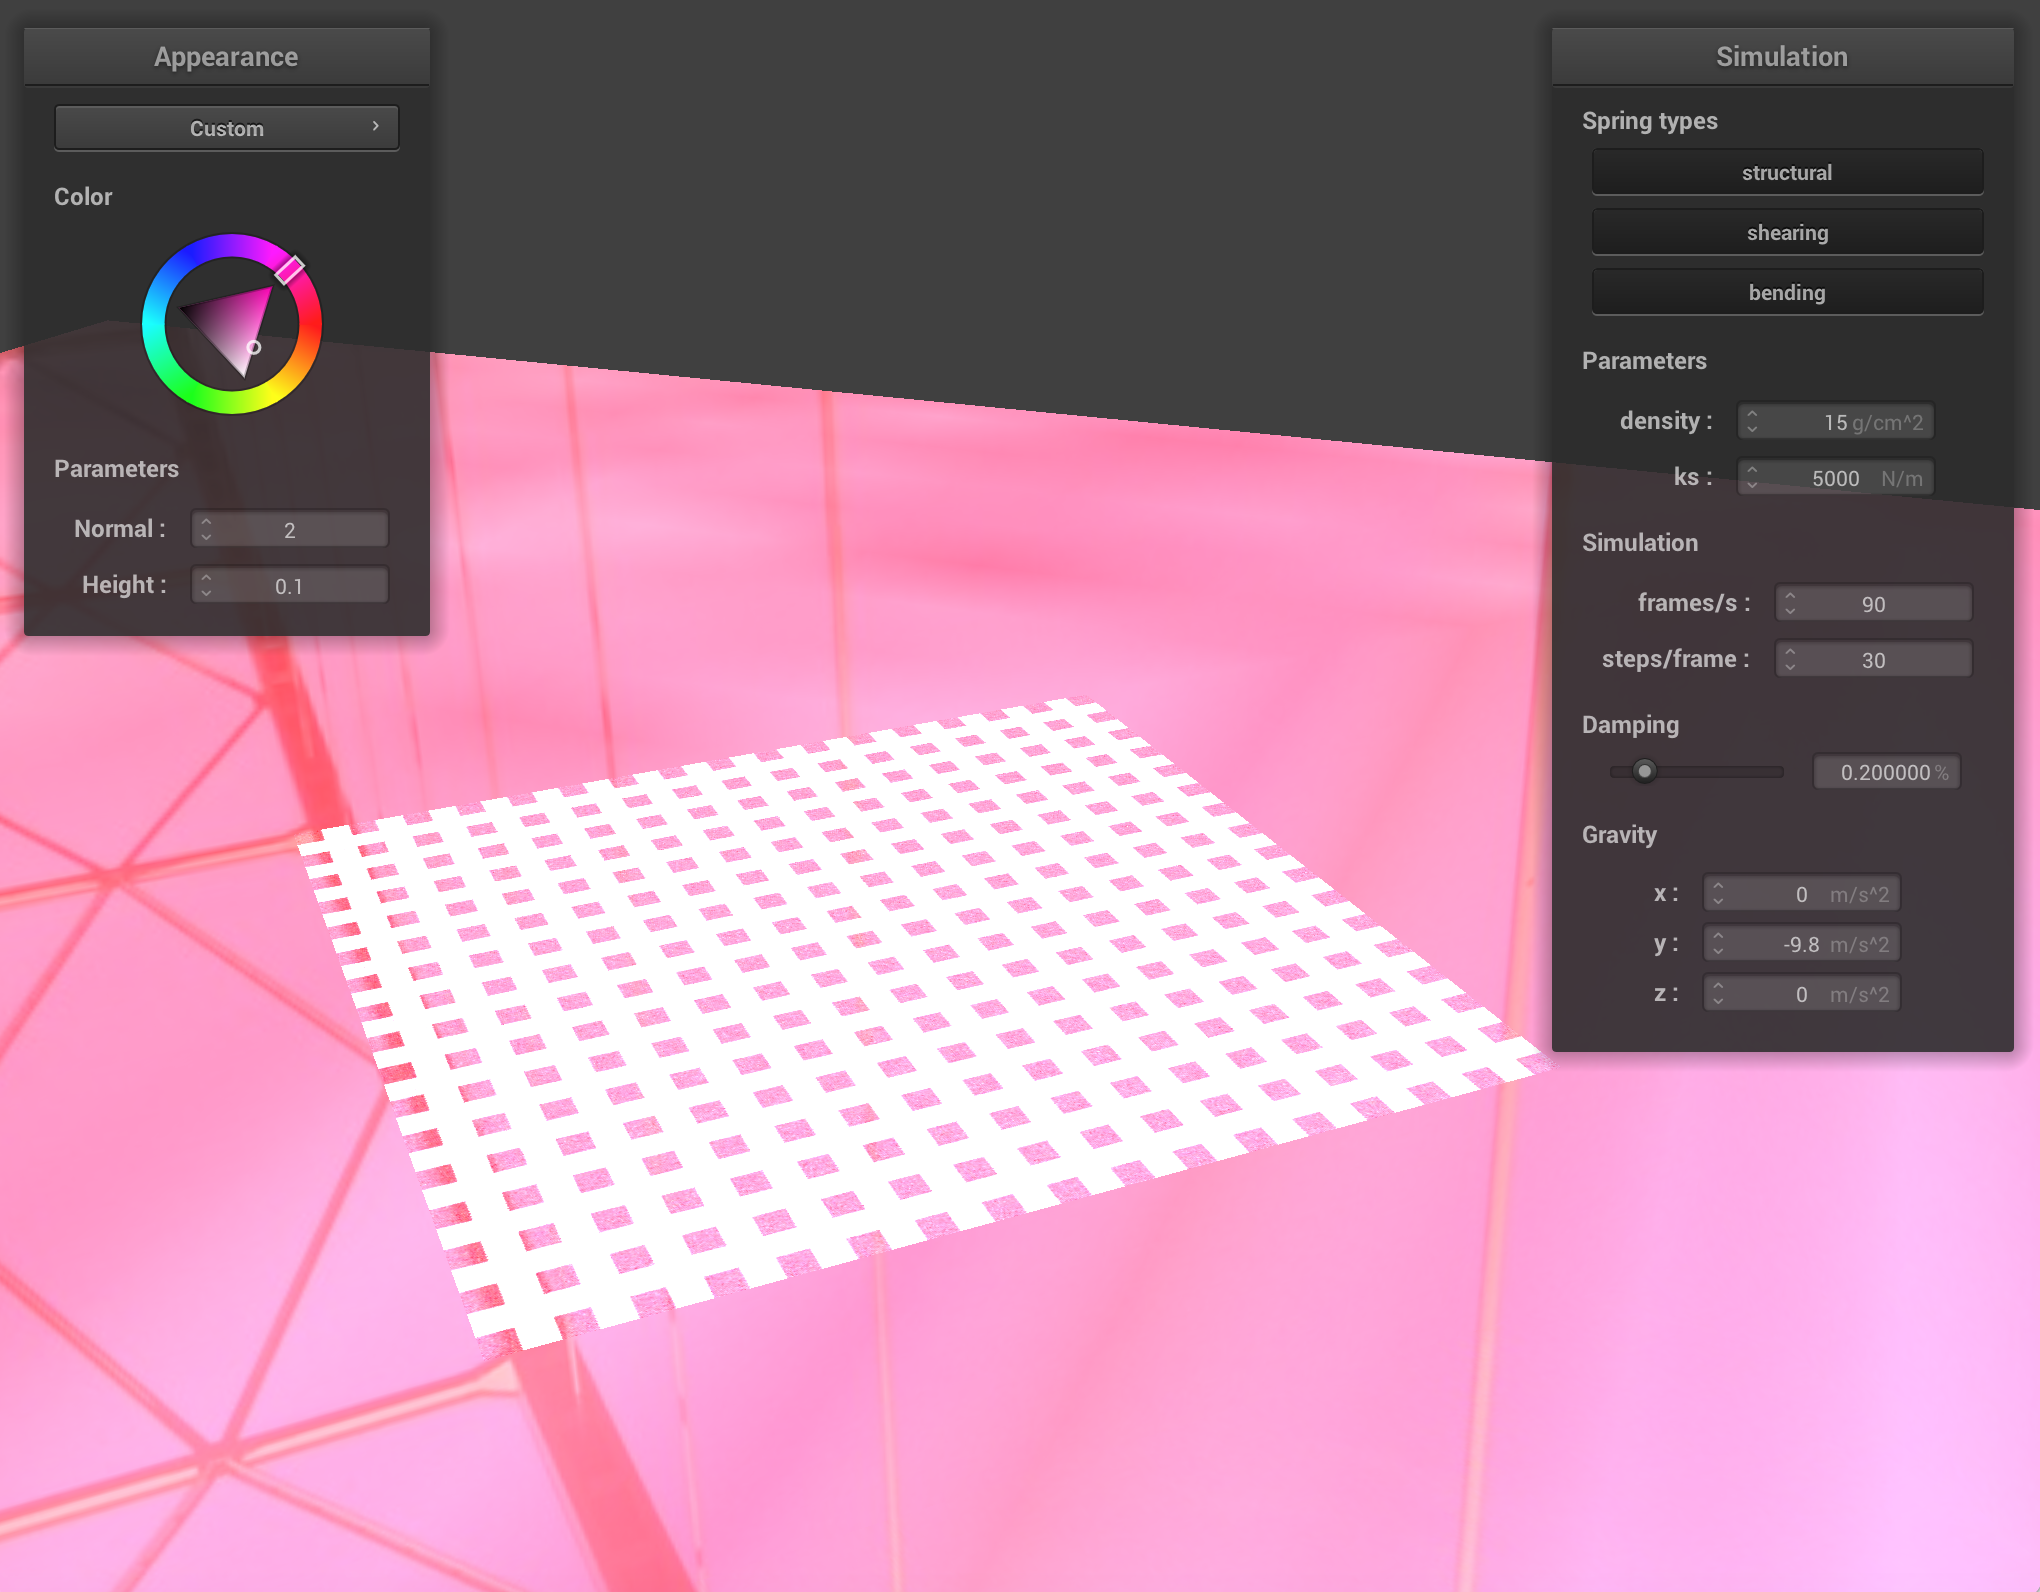 Appearance
Custom
Color
Parameters
Normal : 2
Height : 0.1
Simulation
Spring types
structural
shearing
bending
Parameters
density : 15 g/cm^2
ks : 5000 N/m
Simulation
frames/s : 90
steps/frame : 30
Damping
0.200000 %
Gravity
x : 0 m/s^2
y : -9.8 m/s^2
z : 0 m/s^2